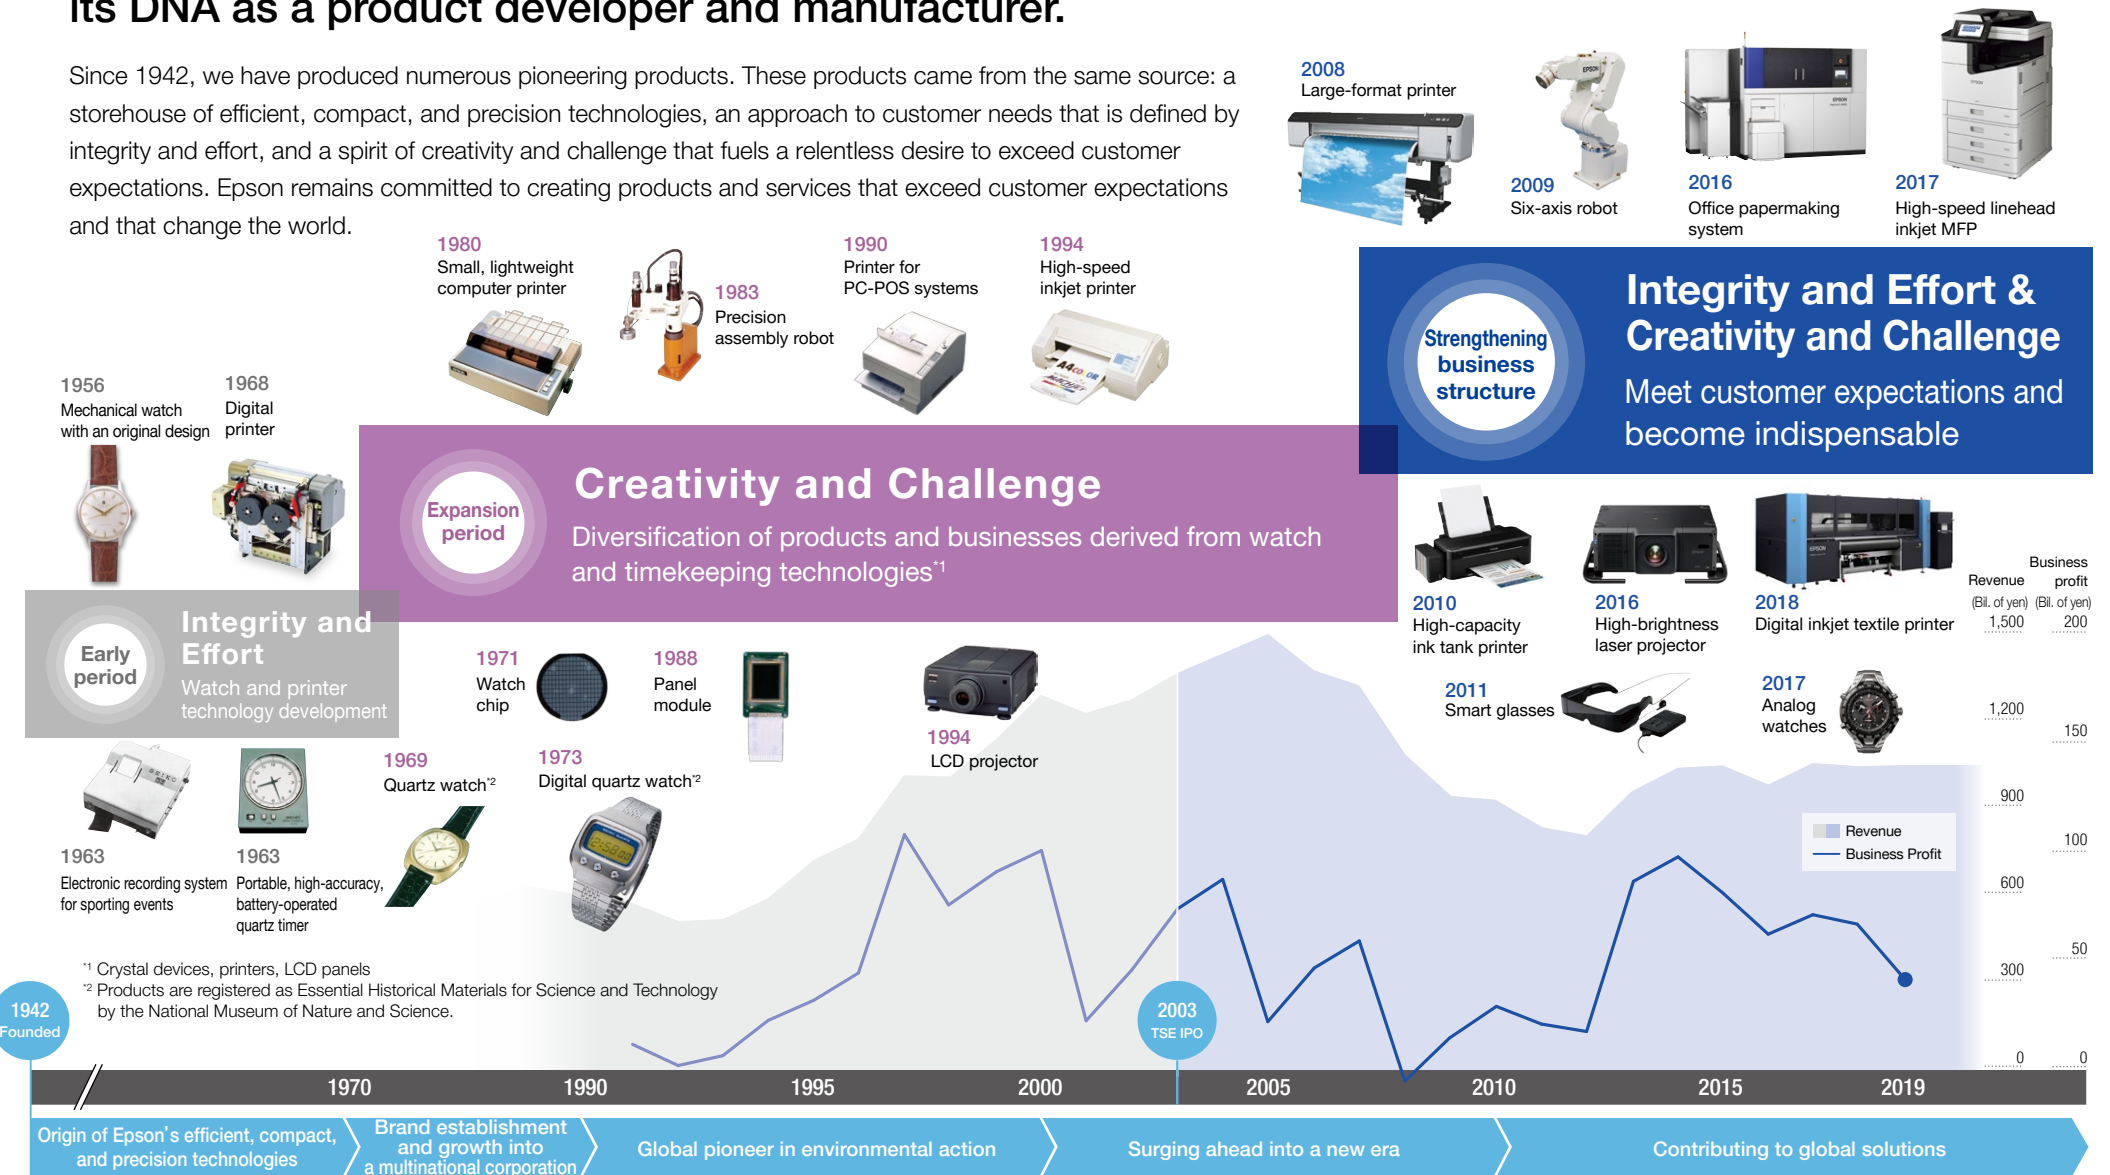 its DNA as a product developer and manufacturer.
Since 1942, we have produced numerous pioneering products. These products came from the same source: a
storehouse of efficient, compact, and precision technologies, an approach to customer needs that is defined by
integrity and effort, and a spirit of creativity and challenge that fuels a relentless desire to exceed customer
expectations. Epson remains committed to creating products and services that exceed customer expectations
and that change the world.
2008
Large-format printer
2009
Six-axis robot
2016
Office papermaking
system
2017
High-speed linehead
inkjet MFP
1980
Small, lightweight
computer printer
1983
Precision
assembly robot
1990
Printer for
PC-POS systems
1994
High-speed
inkjet printer
Strengthening
business
structure
Integrity and Effort &
Creativity and Challenge
Meet customer expectations and
become indispensable
1956
Mechanical watch
with an original design
1968
Digital
printer
Expansion
period
Creativity and Challenge
Diversification of products and businesses derived from watch
and timekeeping technologies*1
Early
period
Integrity and
Effort
Watch and printer
technology development
2010
High-capacity
ink tank printer
2016
High-brightness
laser projector
2018
Digital inkjet textile printer
2011
Smart glasses
2017
Analog
watches
1971
Watch
chip
1988
Panel
module
1994
LCD projector
1969
Quartz watch*2
1973
Digital quartz watch*2
1963
Electronic recording system
for sporting events
1963
Portable, high-accuracy,
battery-operated
quartz timer
Revenue
(Bil. of yen)
1,500
1,200
900
600
300
0
Business
profit
(Bil. of yen)
200
150
100
50
0
Revenue
Business Profit
*1 Crystal devices, printers, LCD panels
*2 Products are registered as Essential Historical Materials for Science and Technology
by the National Museum of Nature and Science.
1942
Founded
2003
TSE IPO
1970
1990
1995
2000
2005
2010
2015
2019
Origin of Epson's efficient, compact,
and precision technologies
Brand establishment
and growth into
a multinational corporation
Global pioneer in environmental action
Surging ahead into a new era
Contributing to global solutions
EPSON
EPSON
EPSON
SEIKO
A4COLOR